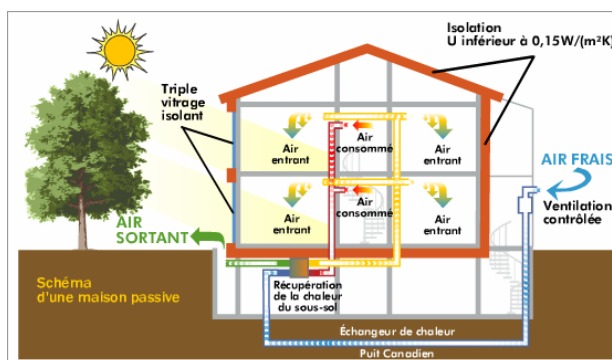 Isolation
U inférieur à 0,15W/(m²K)
Triple
vitrage
isolant
Air
entrant
Air
consommé
Air
entrant
AIR FRAIS
Ventilation
contrôlée
Air
entrant
Air
consommé
Air
entrant
AIR
SORTANT
Schéma
d'une maison passive
Récupération
de la chaleur
du sous-sol
Échangeur de chaleur
Puit Canadien